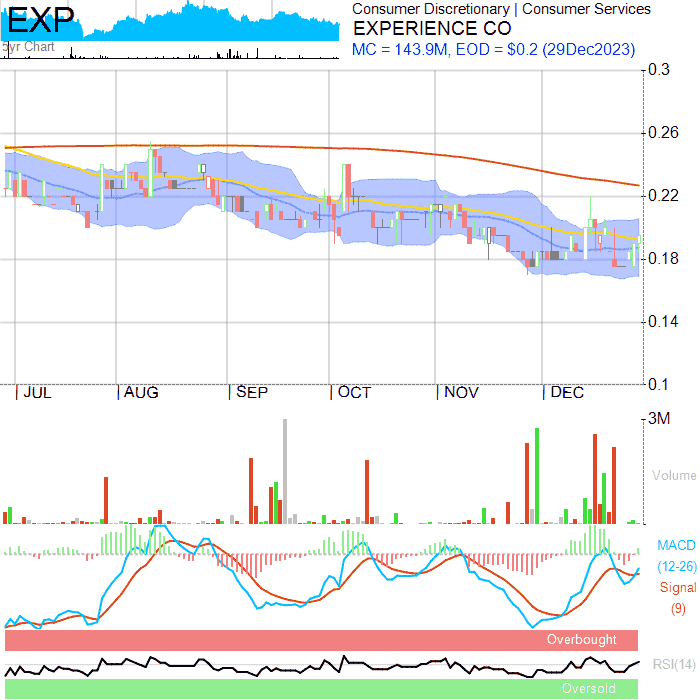 EXP
5yr Chart
Consumer Discretionary | Consumer Services
EXPERIENCE CO
MC = 143.9M, EOD = $0.2 (29Dec2023)
0.3
0.26
0.22
0.18
0.14
0.1
JUL AUG SEP OCT NOV DEC
3M
Volume
MACD
(12-26)
Signal
(9)
Overbought
RSI(14)
Oversold